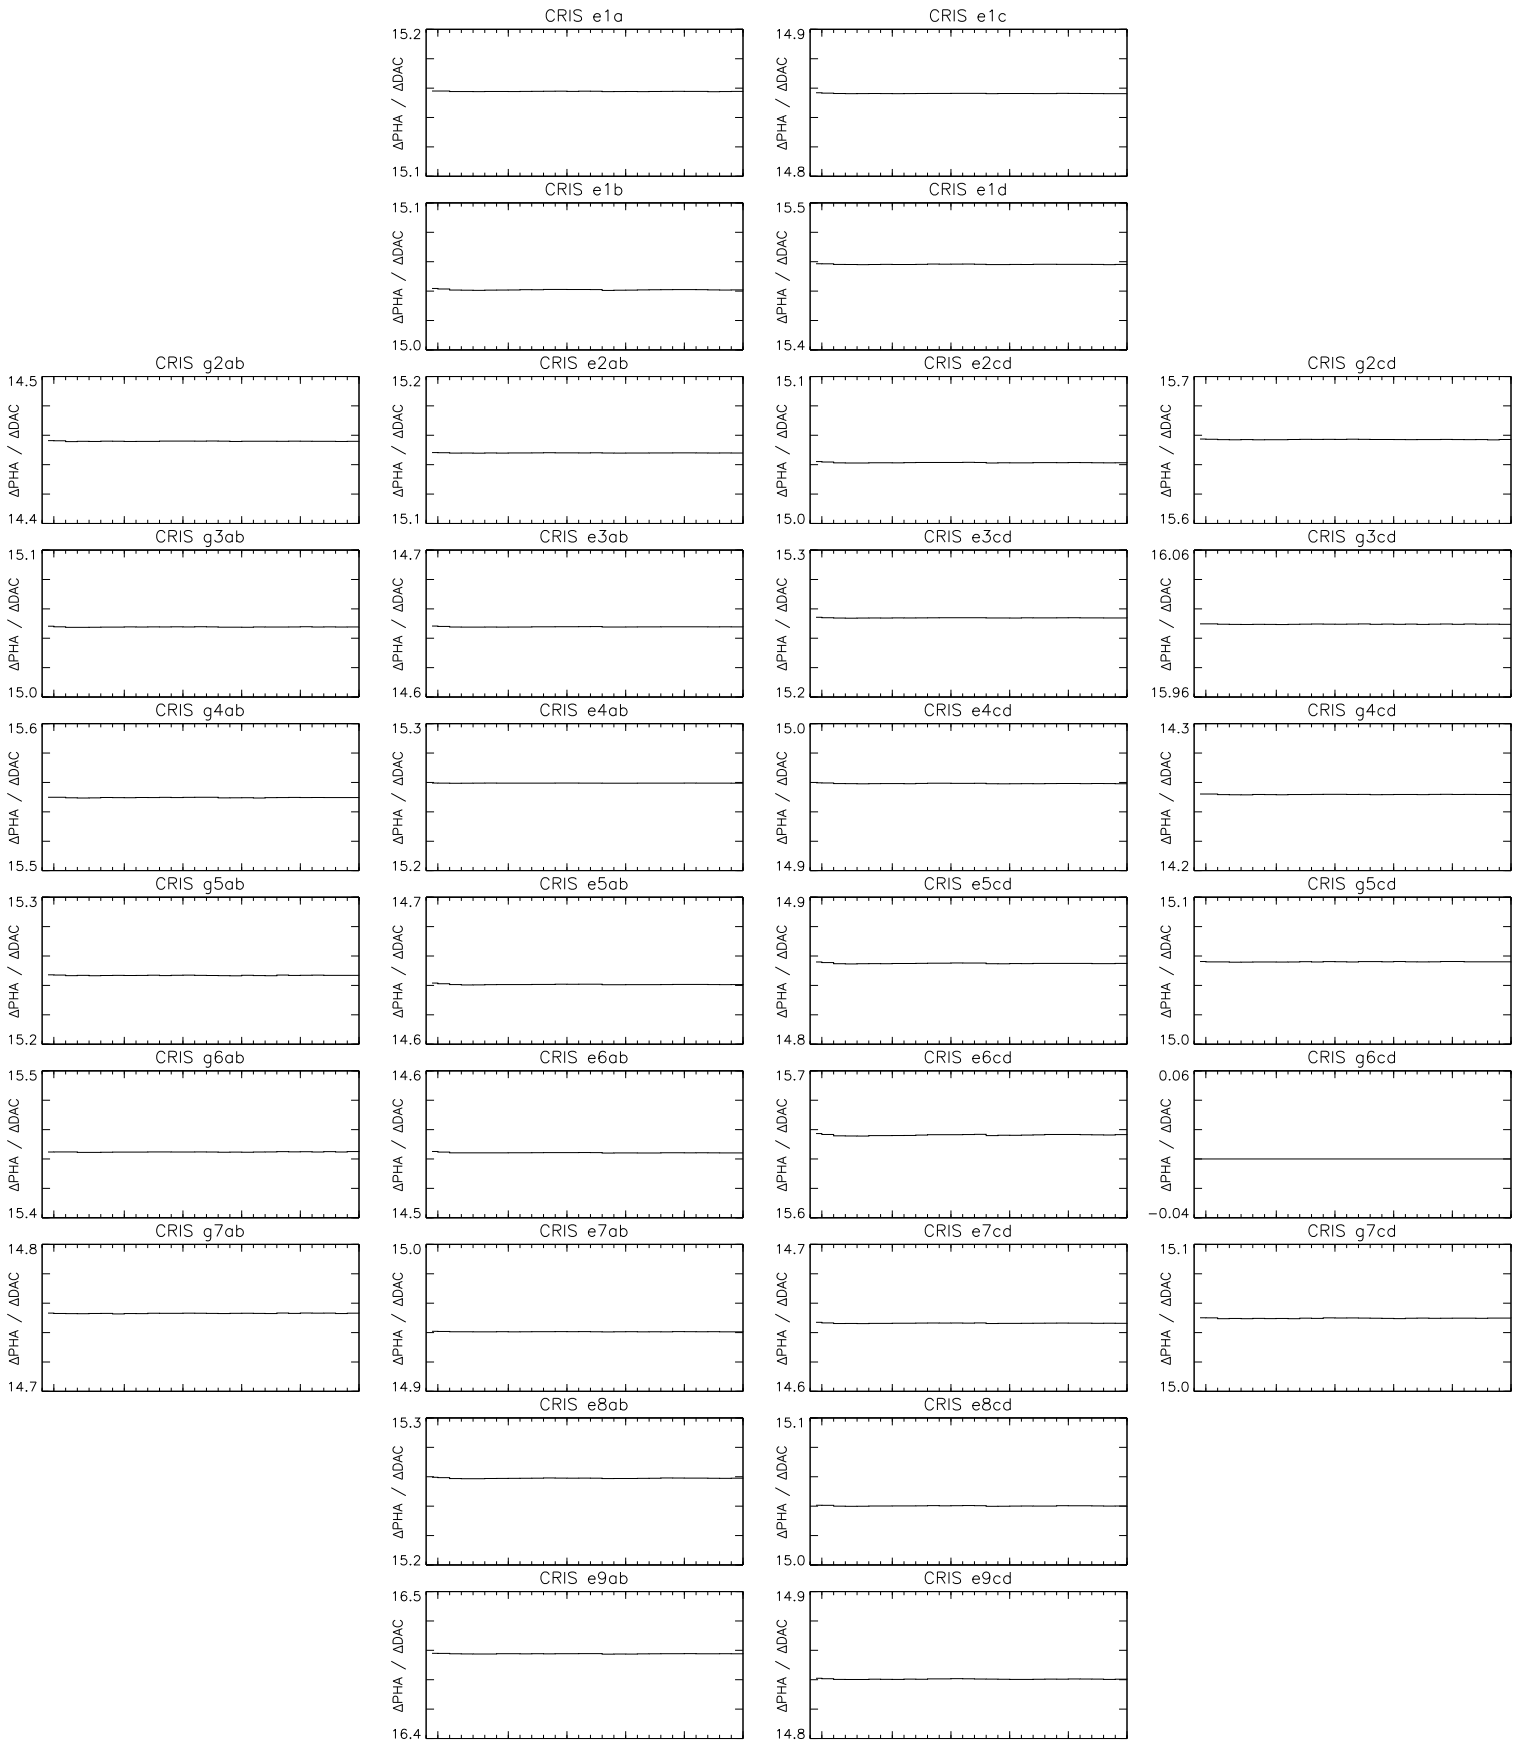 CRIS e1a
15.2
ΔPHA / ΔDAC
15.1
CRIS e1c
14.9
ΔPHA / ΔDAC
14.8
CRIS e1b
15.1
ΔPHA / ΔDAC
15.0
CRIS e1d
15.5
ΔPHA / ΔDAC
15.4
CRIS g2ab
14.5
ΔPHA / ΔDAC
14.4
CRIS e2ab
15.2
ΔPHA / ΔDAC
15.1
CRIS e2cd
15.1
ΔPHA / ΔDAC
15.0
CRIS g2cd
15.7
ΔPHA / ΔDAC
15.6
CRIS g3ab
15.1
ΔPHA / ΔDAC
15.0
CRIS e3ab
14.7
ΔPHA / ΔDAC
14.6
CRIS e3cd
15.3
ΔPHA / ΔDAC
15.2
CRIS g3cd
16.06
ΔPHA / ΔDAC
15.96
CRIS g4ab
15.6
ΔPHA / ΔDAC
15.5
CRIS e4ab
15.3
ΔPHA / ΔDAC
15.2
CRIS e4cd
15.0
ΔPHA / ΔDAC
14.9
CRIS g4cd
14.3
ΔPHA / ΔDAC
14.2
CRIS g5ab
15.3
ΔPHA / ΔDAC
15.2
CRIS e5ab
14.7
ΔPHA / ΔDAC
14.6
CRIS e5cd
14.9
ΔPHA / ΔDAC
14.8
CRIS g5cd
15.1
ΔPHA / ΔDAC
15.0
CRIS g6ab
15.5
ΔPHA / ΔDAC
15.4
CRIS e6ab
14.6
ΔPHA / ΔDAC
14.5
CRIS e6cd
15.7
ΔPHA / ΔDAC
15.6
CRIS g6cd
0.06
ΔPHA / ΔDAC
−0.04
CRIS g7ab
14.8
ΔPHA / ΔDAC
14.7
CRIS e7ab
15.0
ΔPHA / ΔDAC
14.9
CRIS e7cd
14.7
ΔPHA / ΔDAC
14.6
CRIS g7cd
15.1
ΔPHA / ΔDAC
15.0
CRIS e8ab
15.3
ΔPHA / ΔDAC
15.2
CRIS e8cd
15.1
ΔPHA / ΔDAC
15.0
CRIS e9ab
16.5
ΔPHA / ΔDAC
16.4
CRIS e9cd
14.9
ΔPHA / ΔDAC
14.8